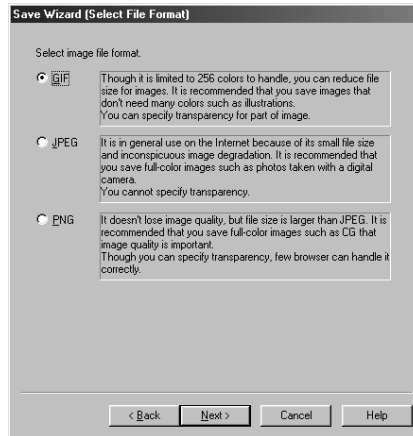 Save Wizard (Select File Format)
Select image file format.
GIF
Though it is limited to 256 colors to handle, you can reduce file
size for images. It is recommended that you save images that
don't need many colors such as illustrations.
You can specify transparency for part of image.
JPEG
It is in general use on the Internet because of its small file size
and inconspicuous image degradation. It is recommended that
you save full-color images such as photos taken with a digital
camera.
You cannot specify transparency.
PNG
It doesn't lose image quality, but file size is larger than JPEG. It is
recommended that you save full-color images such as CG that
image quality is important.
Though you can specify transparency, few browser can handle it
correctly.
< Back Next > Cancel Help